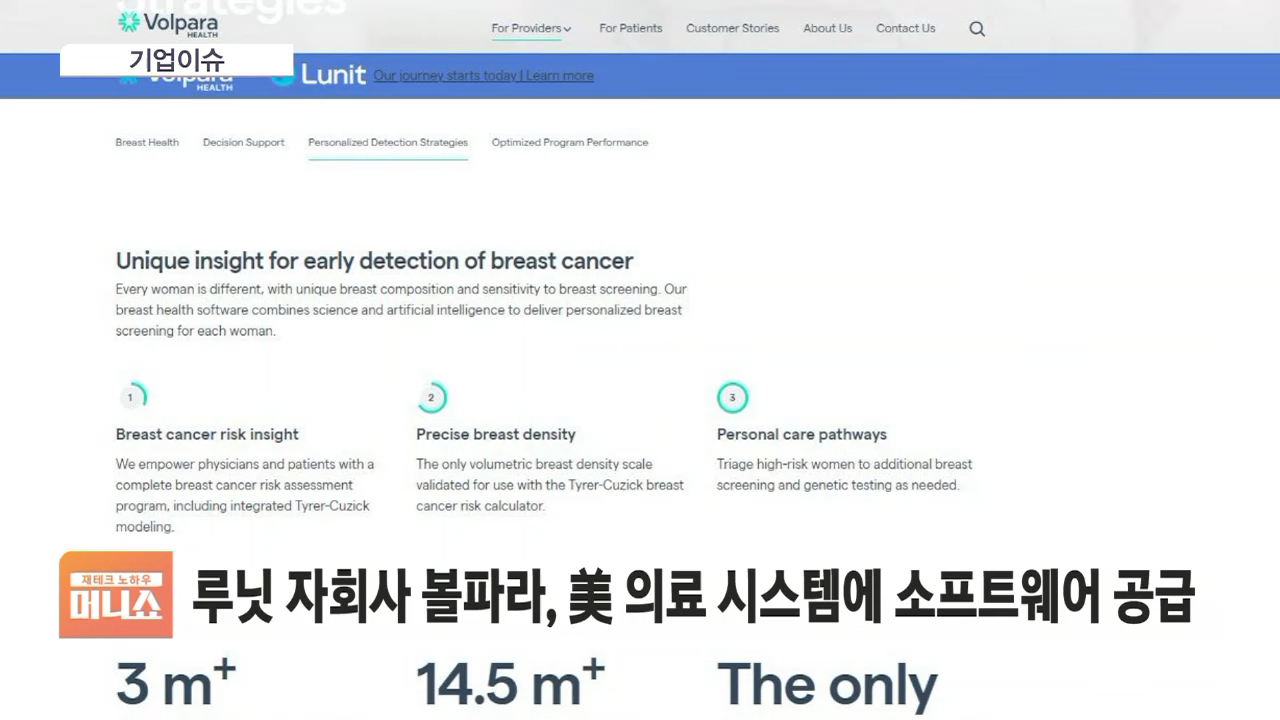 Strategies
Volpara
HEALTH
For Providers
For Patients
Customer Stories
About Us
Contact Us
기업이슈
Volpara
HEALTH
Lunit
Our journey starts today | Learn more
Breast Health
Decision Support
Personalized Detection Strategies
Optimized Program Performance
Unique insight for early detection of breast cancer
Every woman is different, with unique breast composition and sensitivity to breast screening. Our
breast health software combines science and artificial intelligence to deliver personalized breast
screening for each woman.
1
Breast cancer risk insight
We empower physicians and patients with a
complete breast cancer risk assessment
program, including integrated Tyrer-Cuzick
modeling.
2
Precise breast density
The only volumetric breast density scale
validated for use with the Tyrer-Cuzick breast
cancer risk calculator.
3
Personal care pathways
Triage high-risk women to additional breast
screening and genetic testing as needed.
재테크 노하우
머니쇼
루닛 자회사 볼파라, 美 의료 시스템에 소프트웨어 공급
3 m+
14.5 m+
The only